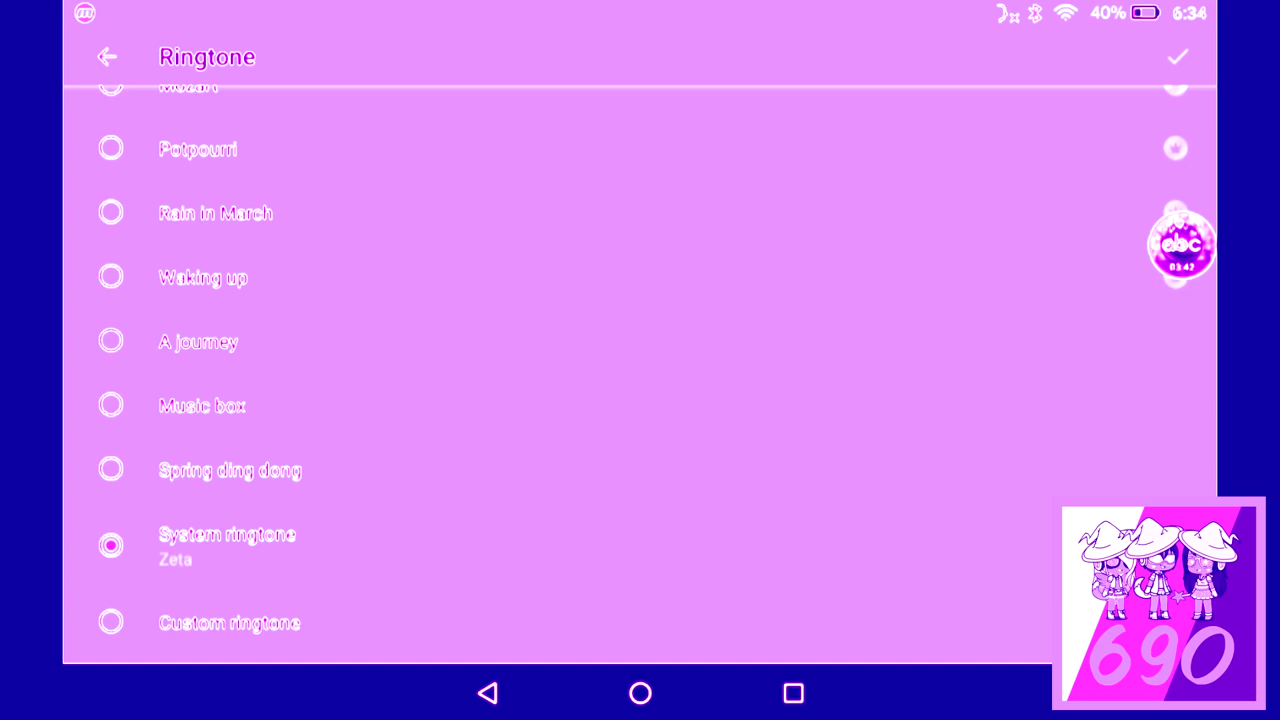 40% 6:34
Ringtone
Mozart
Potpourri
Rain in March
Waking up
A journey
Music box
Spring ding dong
System ringtone
Zeta
Custom ringtone
abc
03:42
690